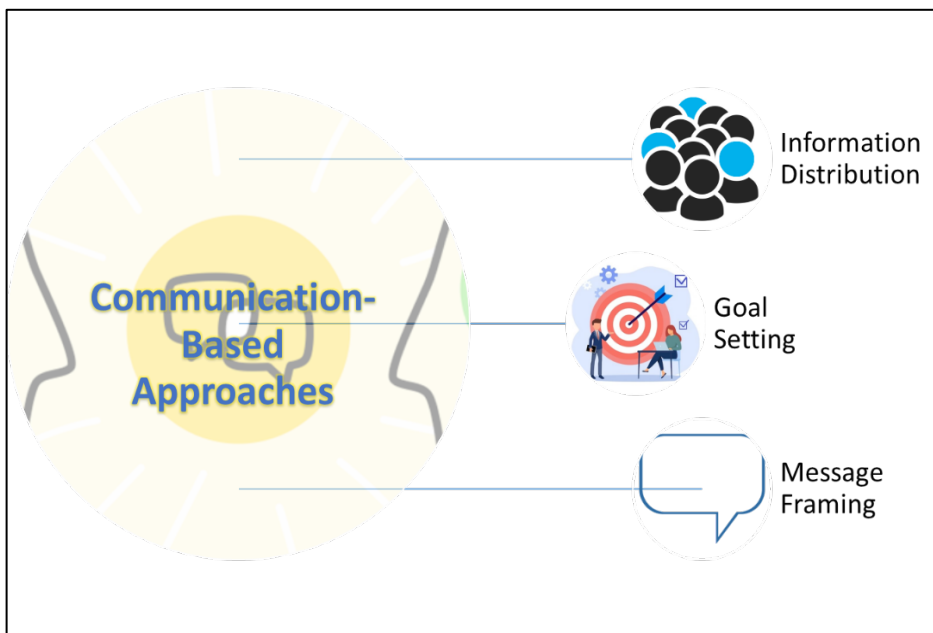 Communication-
Based
Approaches
Information
Distribution
Goal
Setting
Message
Framing